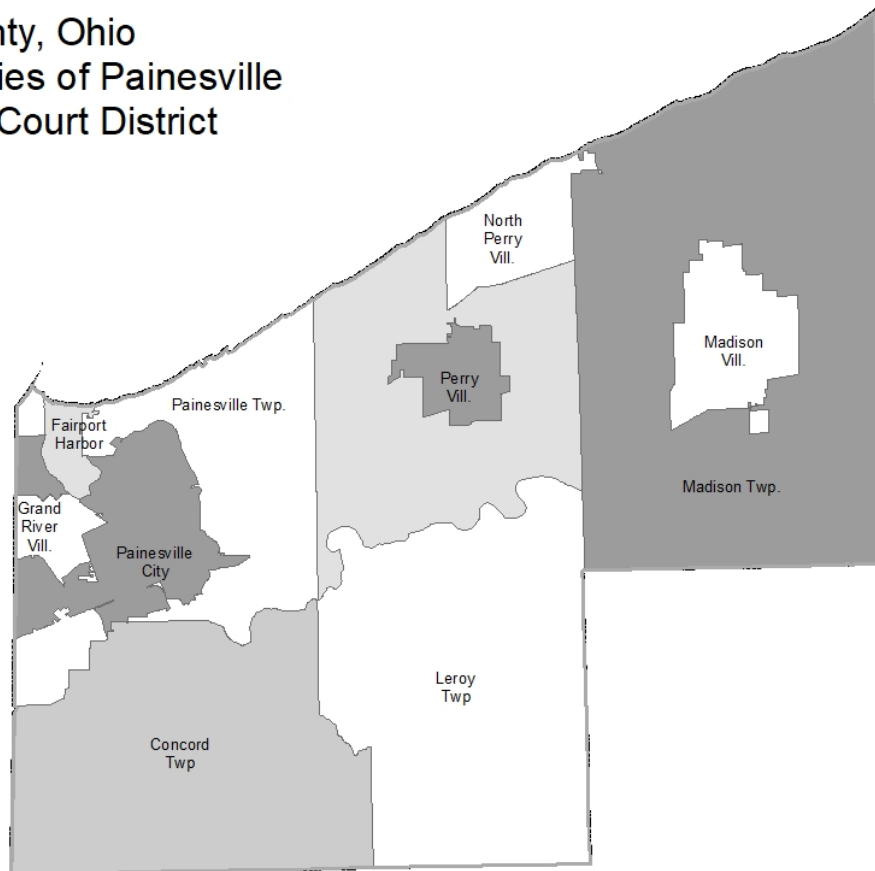 nty, Ohio
ies of Painesville
Court District
North
Perry
Vill.
Madison
Vill.
Perry
Vill.
Painesville Twp.
Fairport
Harbor
Madison Twp.
Grand
River
Vill.
Painesville
City
Leroy
Twp
Concord
Twp